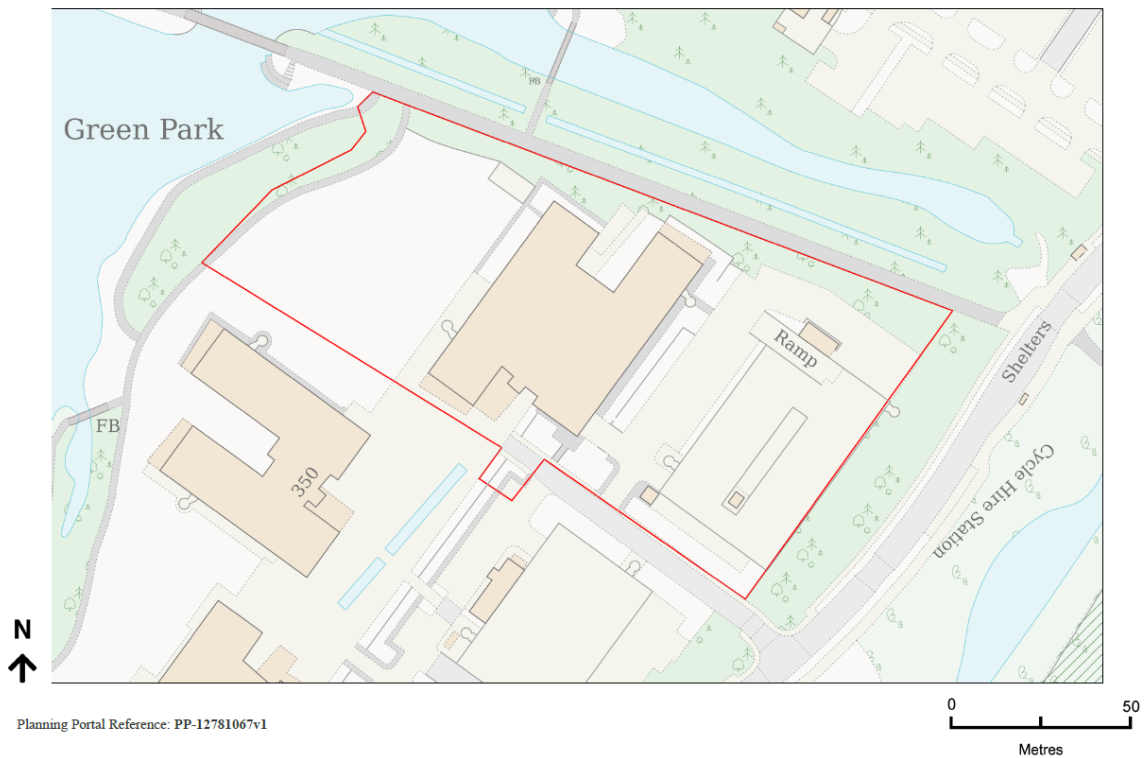 FB
Green Park
Ramp
Shelters
FB
350
Cycle Hire Station
N
Planning Portal Reference: PP-12781067v1
0 50
Metres